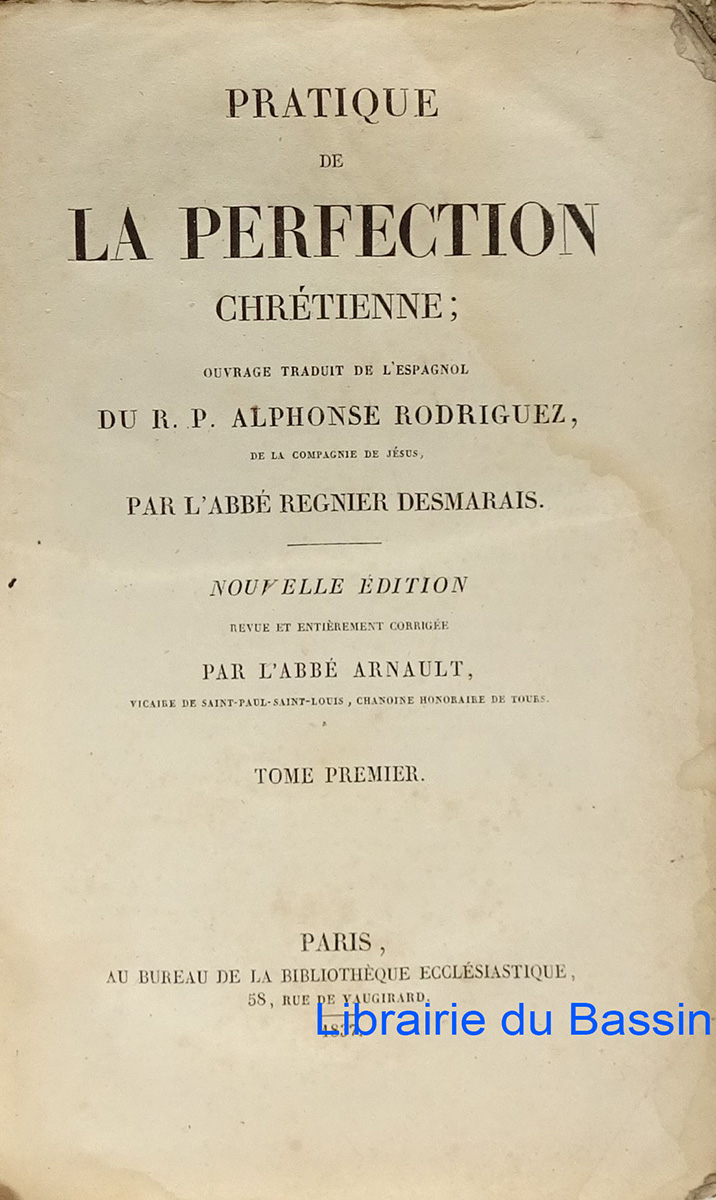 PRATIQUE
DE
LA PERFECTION
CHRÉTIENNE;
OUVRAGE TRADUIT DE L'ESPAGNOL
DU R. P. ALPHONSE RODRIGUEZ,
DE LA COMPAGNIE DE JÉSUS,
PAR L'ABBÉ REGNIER DESMARAIS.
NOUVELLE ÉDITION
REVUE ET ENTIÈREMENT CORRIGÉE
PAR L'ABBÉ ARNAULT,
VICAIRE DE SAINT-PAUL-SAINT-LOUIS, CHANOINE HONORAIRE DE TOURS.
TOME PREMIER.
PARIS,
AU BUREAU DE LA BIBLIOTHÈQUE ECCLÉSIASTIQUE,
58, RUE DE VAUGIRARD.
Librairie du Bassin
1837.